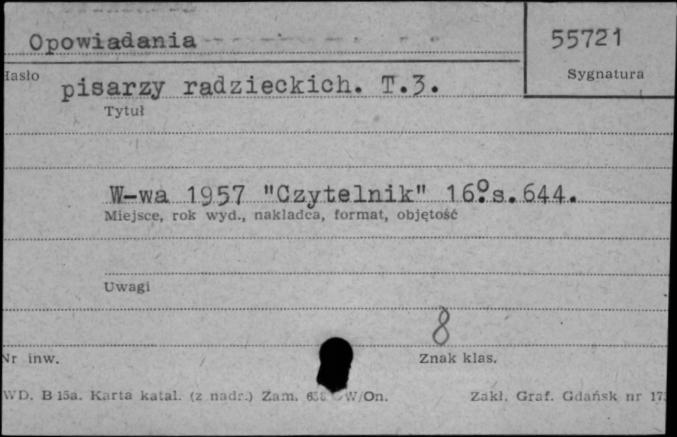 Opowiadania
55721
Hasło
Sygnatura
pisarzy radzieckich. T.3.
Tytuł
W-wa 1957 "Czytelnik" 16.° s. 644.
Miejsce, rok wyd., nakładca, format, objętość
Uwagi
8
Nr inw.
Znak klas.
WD. B 15a. Karta katal. (z nadr.) Zam. W/On.
Zakł. Graf. Gdańsk nr